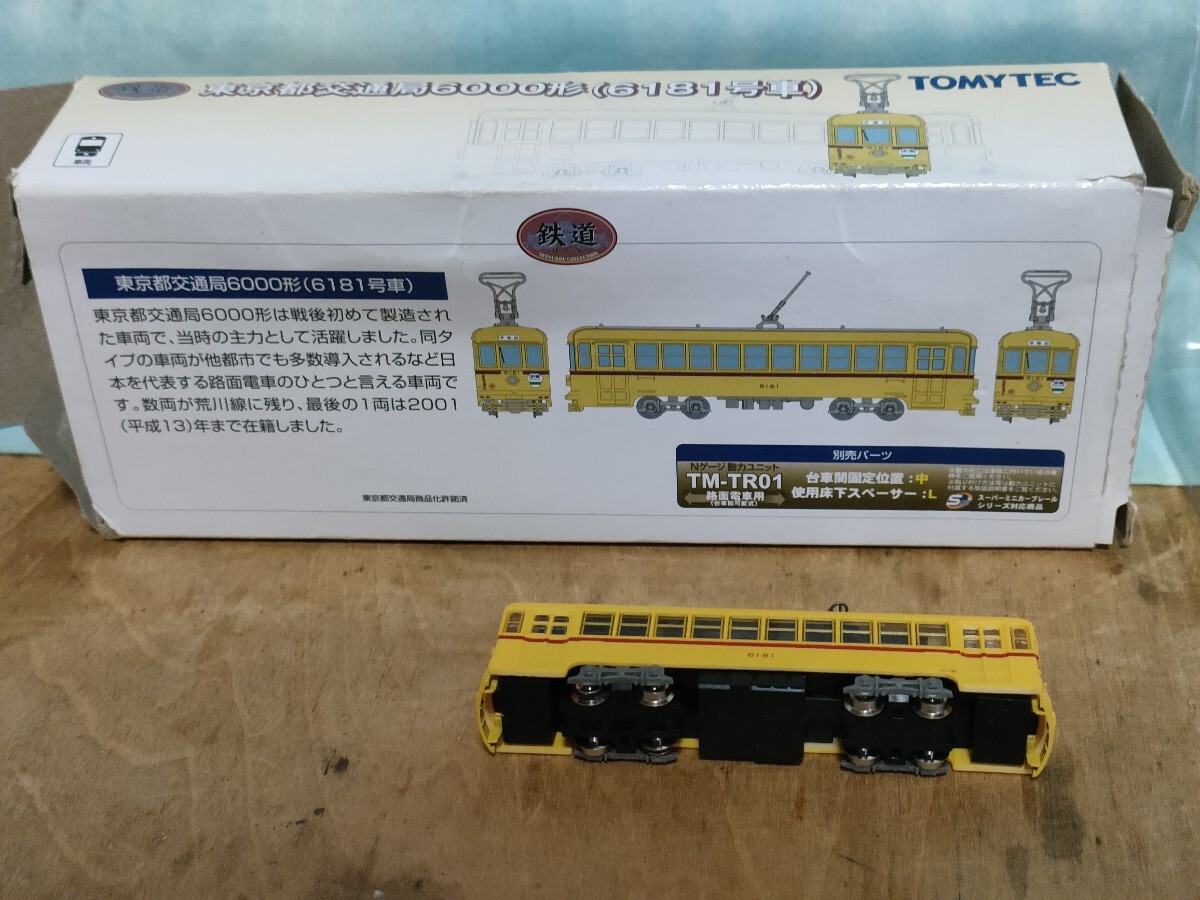 東京都交通局6000形(6181号車)
TOMYTEC
車両
鉄道
TETSUDOU COLLECTION
東京都交通局6000形(6181号車)
東京都交通局6000形は戦後初めて製造され
た車両で、当時の主力として活躍しました。同タ
イプの車両が他都市でも多数導入されるなど日
本を代表する路面電車のひとつと言える車両で
す。数両が荒川線に残り、最後の1両は2001
(平成13)年まで在籍しました。
6181
東京都交通局商品化許諾済
別売パーツ
Nゲージ 動力ユニット
TM-TR01
路面電車用
(台車間可変式)
台車間固定位置:中
使用床下スペーサー:L
スーパーミニカープレール
シリーズ対応商品
6181